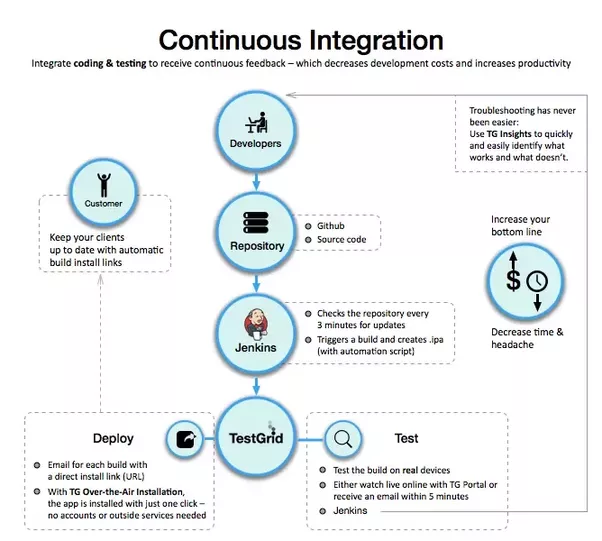 Continuous Integration
Integrate coding & testing to receive continuous feedback – which decreases development costs and increases productivity
Developers
Troubleshooting has never
been easier:
Use TG Insights to quickly
and easily identify what
works and what doesn't.
Customer
Keep your clients
up to date with automatic
build install links
Repository
Github
Source code
Increase your
bottom line
$
Decrease time &
headache
Jenkins
Checks the repository every
3 minutes for updates
Triggers a build and creates .ipa
(with automation script)
Deploy
TestGrid
Test
Email for each build with
a direct install link (URL)
With TG Over-the-Air Installation,
the app is installed with just one click –
no accounts or outside services needed
Test the build on real devices
Either watch live online with TG Portal or
receive an email within 5 minutes
Jenkins